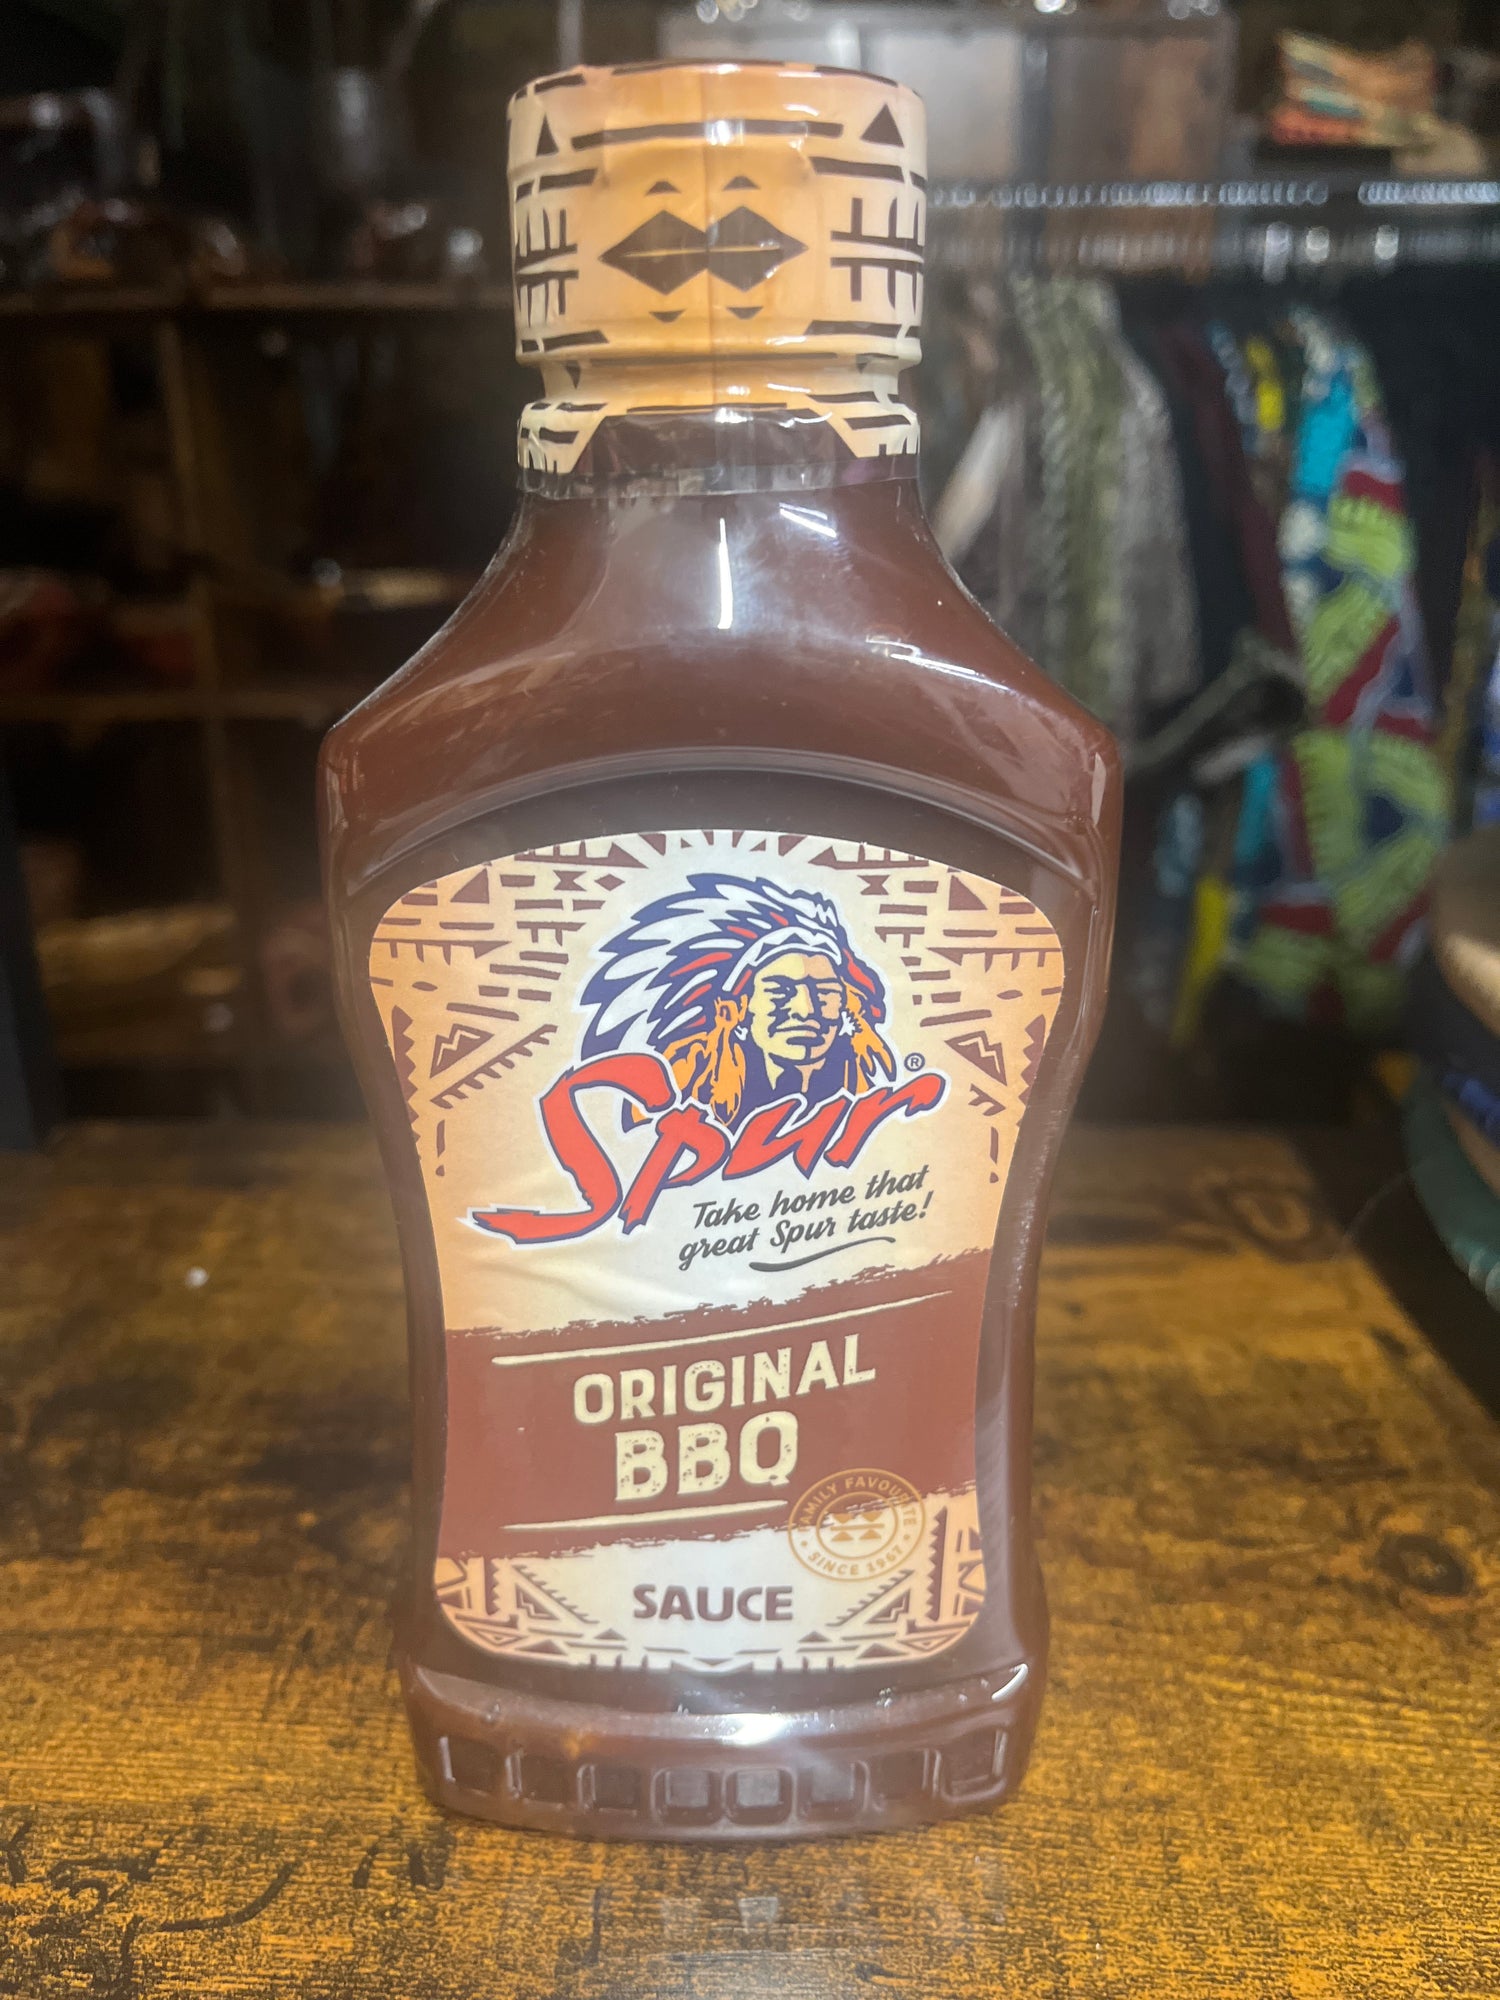 Spur®
Take home that
great Spur taste!
ORIGINAL
BBQ
FAMILY FAVOURITE
• SINCE 1967 •
SAUCE